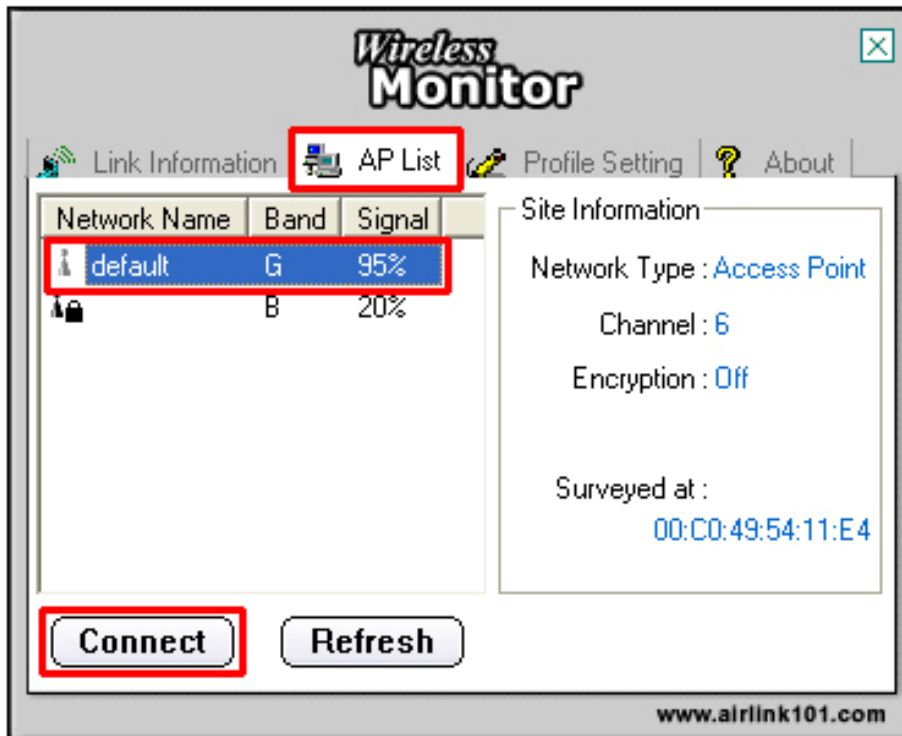 Wireless
Monitor
Link Information AP List Profile Setting About
Network Name Band Signal
default G 95%
B 20%
Site Information
Network Type : Access Point
Channel : 6
Encryption : Off
Surveyed at :
00:C0:49:54:11:E4
Connect Refresh
www.airlink101.com